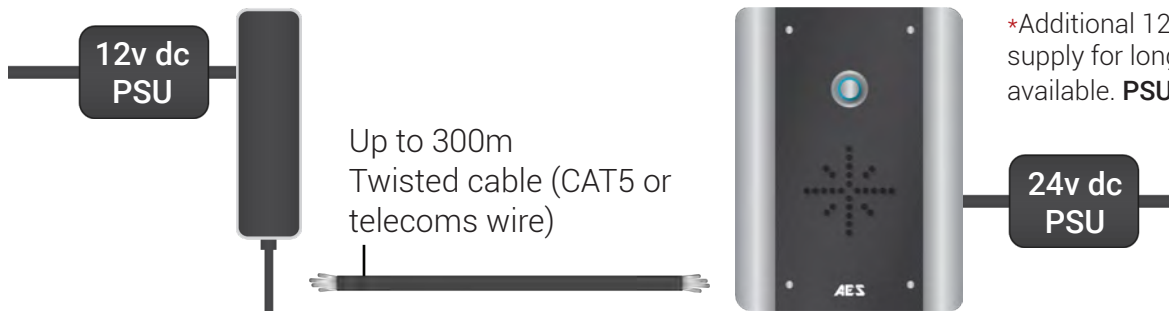 12v dc
PSU
Up to 300m
Twisted cable (CAT5 or
telecoms wire)
AES
*Additional 12
supply for long
available. PSU
24v dc
PSU